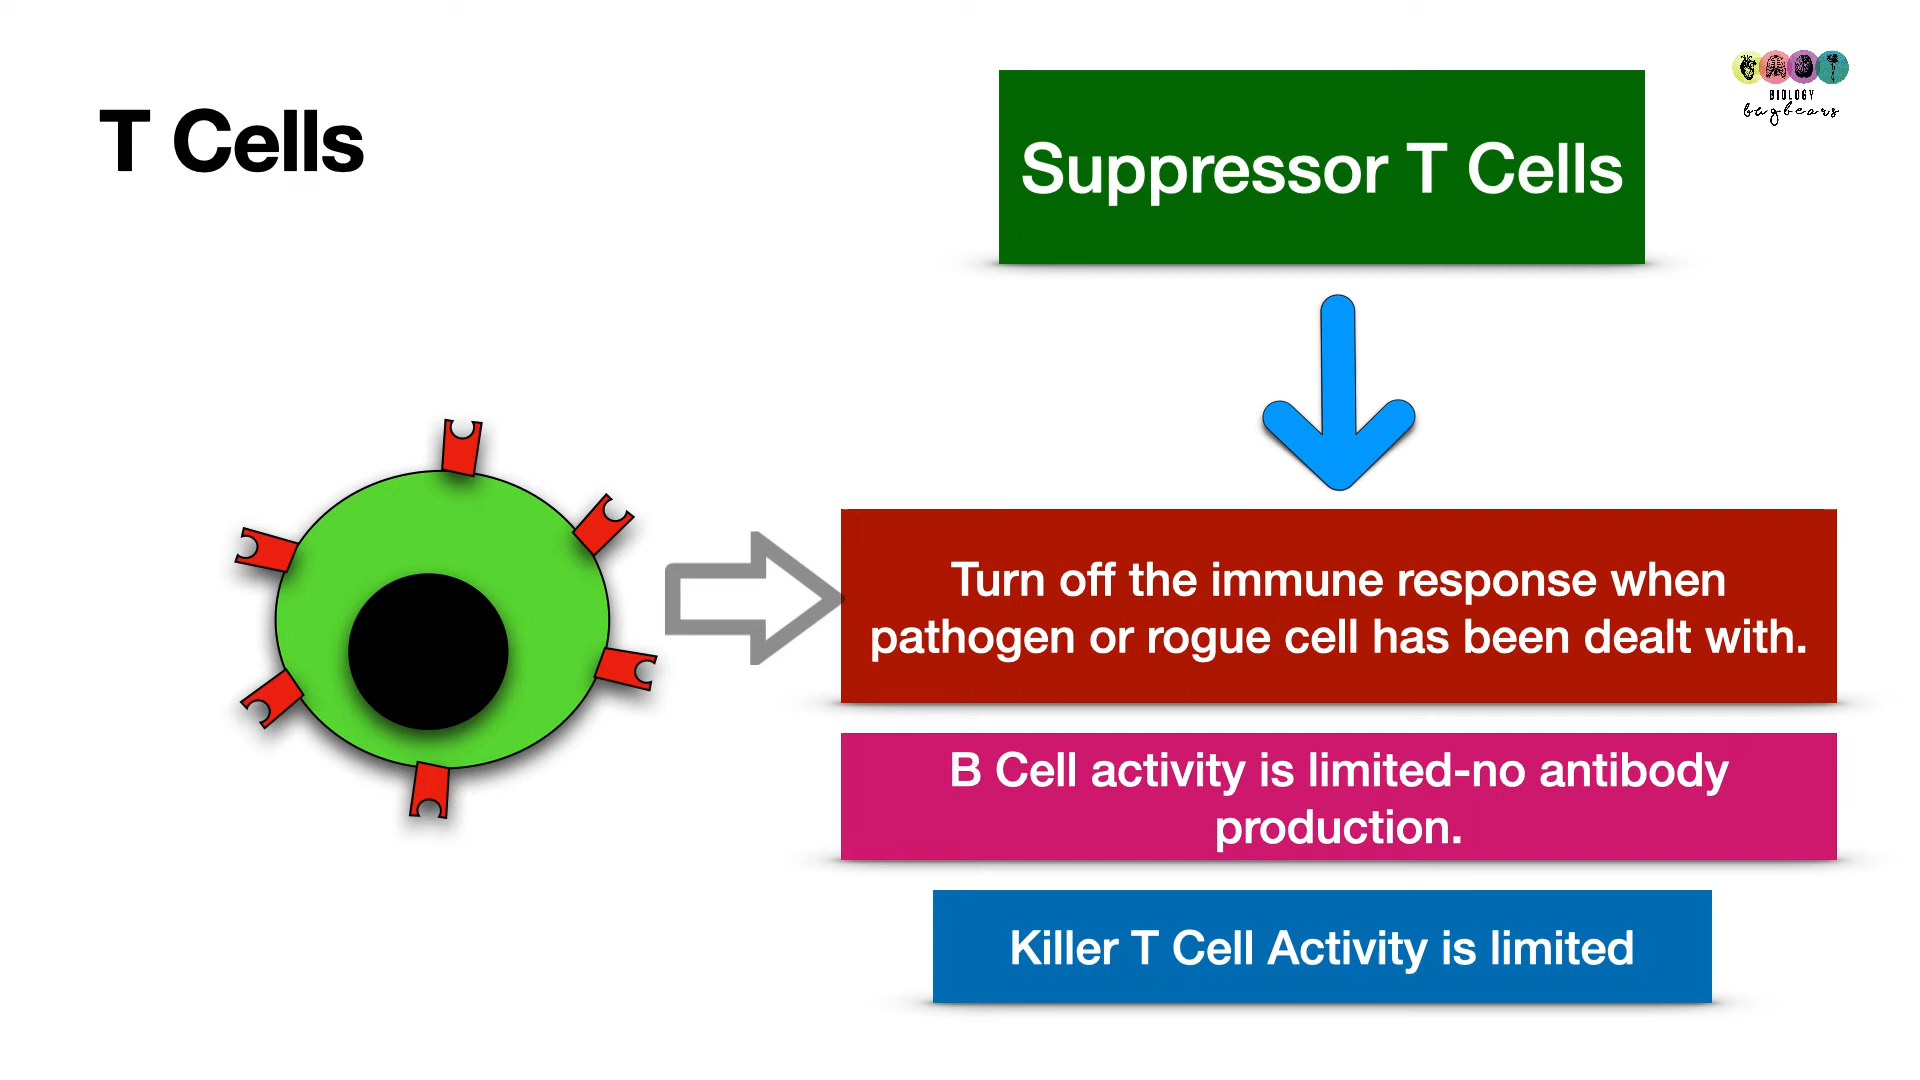 T Cells
Suppressor T Cells
BIOLOGY
bugbears
Turn off the immune response when
pathogen or rogue cell has been dealt with.
B Cell activity is limited-no antibody
production.
Killer T Cell Activity is limited